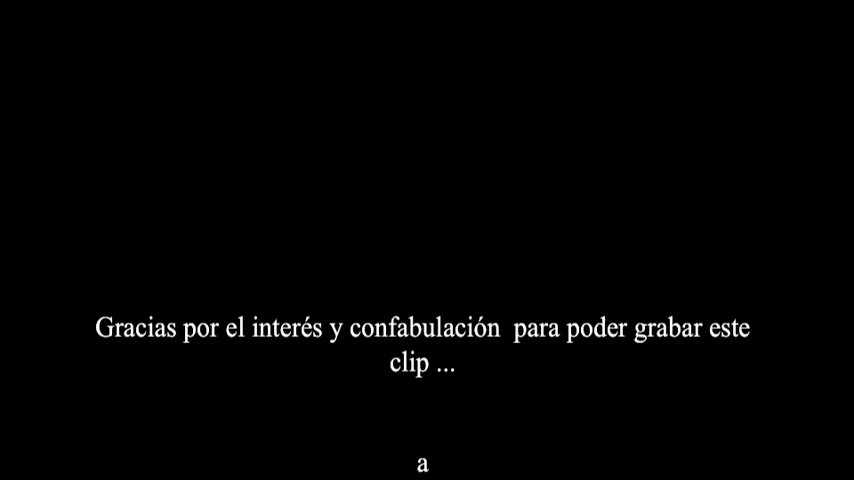 Gracias por el interés y confabulación para poder grabar este
clip ...
a